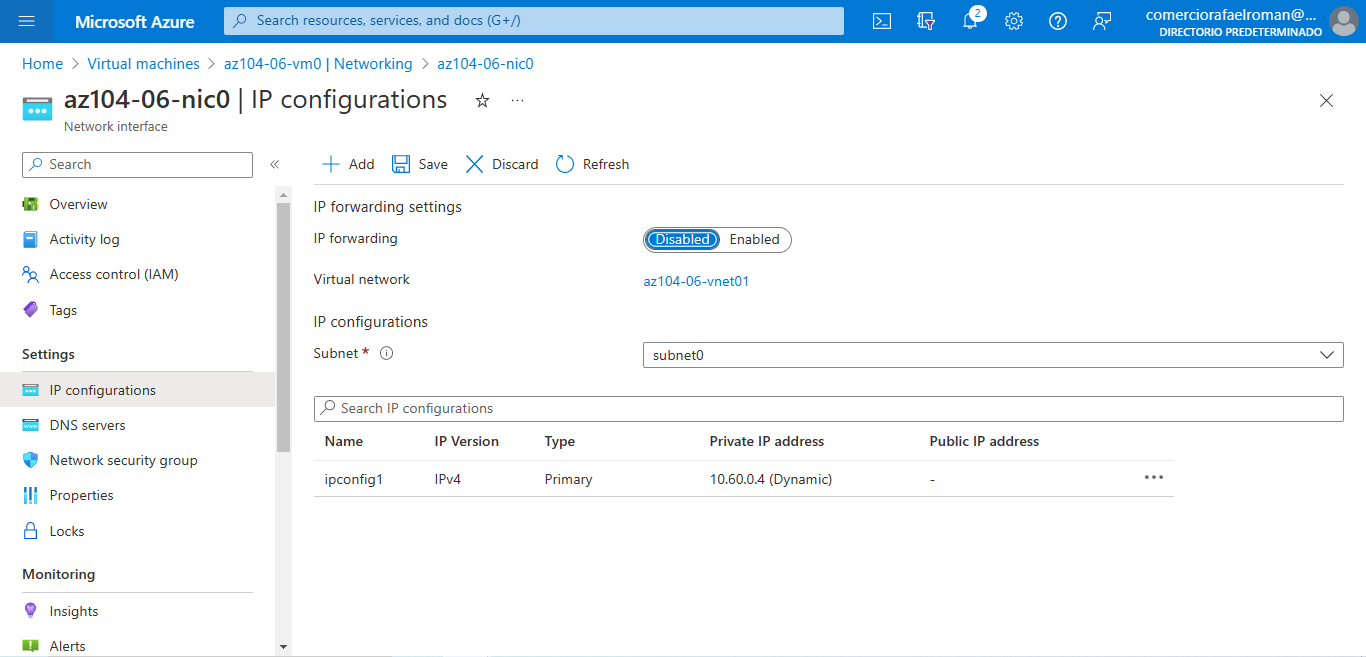 Microsoft Azure
Search resources, services, and docs (G+/)
2
comerciorafaelroman@...
DIRECTORIO PREDETERMINADO
Home > Virtual machines > az104-06-vm0 | Networking > az104-06-nic0
az104-06-nic0 | IP configurations
Network interface
Search
Add Save Discard Refresh
Overview
Activity log
Access control (IAM)
Tags
Settings
IP configurations
DNS servers
Network security group
Properties
Locks
Monitoring
Insights
Alerts
IP forwarding settings
IP forwarding Disabled Enabled
Virtual network az104-06-vnet01
IP configurations
Subnet * subnet0
Search IP configurations
Name IP Version Type Private IP address Public IP address
ipconfig1 IPv4 Primary 10.60.0.4 (Dynamic) -